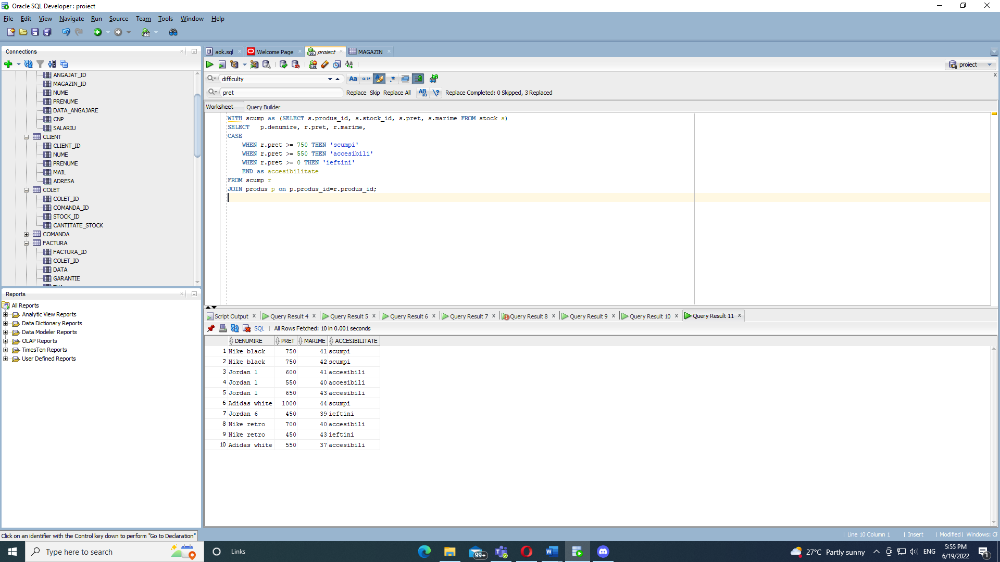 Oracle SQL Developer : proiect
File Edit View Navigate Run Source Team Tools Window Help
Connections
ANGAJAT_ID
MAGAZIN_ID
NUME
PRENUME
DATA_ANGAJARE
CNP
SALARIU
CLIENT
CLIENT_ID
NUME
PRENUME
MAIL
ADRESA
COLET
COLET_ID
COMANDA_ID
STOCK_ID
CANTITATE_STOCK
COMANDA
FACTURA
FACTURA_ID
COLET_ID
DATA
GARANTIE
Reports
All Reports
Analytic View Reports
Data Dictionary Reports
Data Modeler Reports
OLAP Reports
TimesTen Reports
User Defined Reports
aok.sql Welcome Page proiect MAGAZIN
proiect
difficulty
pret Replace Skip Replace All Replace Completed: 0 Skipped, 3 Replaced
Worksheet Query Builder
WITH scump as (SELECT s.produs_id, s.stock_id, s.pret, s.marime FROM stock s)
SELECT p.denumire, r.pret, r.marime,
CASE
WHEN r.pret >= 750 THEN 'scumpi'
WHEN r.pret >= 550 THEN 'accesibili'
WHEN r.pret >= 0 THEN 'ieftini'
END as accesibilitate
FROM scump r
JOIN produs p on p.produs_id=r.produs_id;
Script Output Query Result 4 Query Result 5 Query Result 6 Query Result 7 Query Result 8 Query Result 9 Query Result 10 Query Result 11
SQL All Rows Fetched: 10 in 0.001 seconds
DENUMIRE PRET MARIME ACCESIBILITATE
1 Nike black 750 41 scumpi
2 Nike black 750 42 scumpi
3 Jordan 1 600 41 accesibili
4 Jordan 1 550 40 accesibili
5 Jordan 1 650 43 accesibili
6 Adidas white 1000 44 scumpi
7 Jordan 6 450 39 ieftini
8 Nike retro 700 40 accesibili
9 Nike retro 450 43 ieftini
10 Adidas white 550 37 accesibili
Click on an identifier with the Control key down to perform "Go to Declaration"
Line 10 Column 1 Insert Modified Windows: CF
Type here to search Links 99+ 27°C Partly sunny ENG 5:55 PM
6/19/2022 1